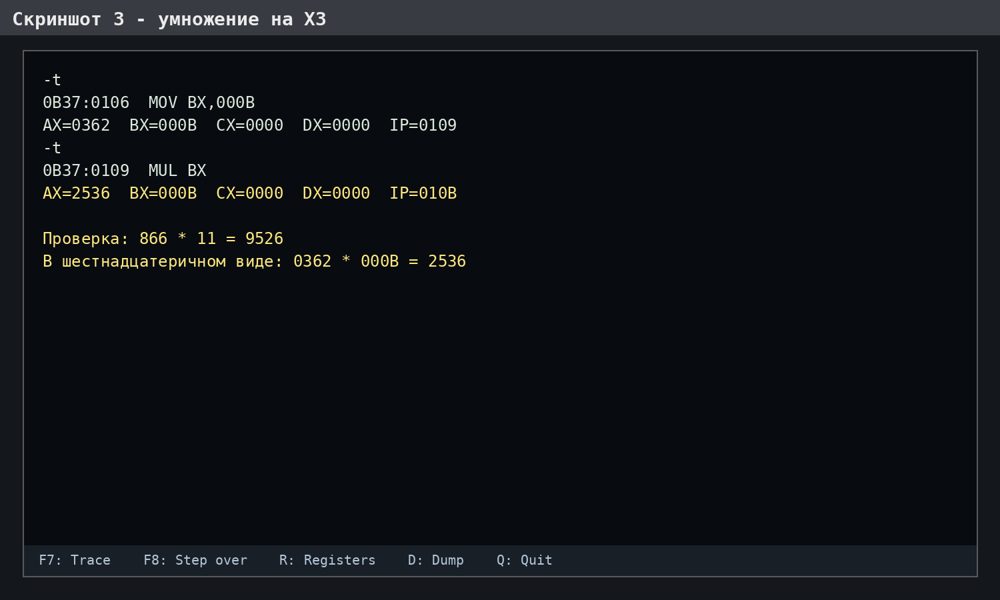 Скриншот 3 - умножение на X3
-t
0B37:0106  MOV BX,000B
AX=0362  BX=000B  CX=0000  DX=0000  IP=0109
-t
0B37:0109  MUL BX
AX=2536  BX=000B  CX=0000  DX=0000  IP=010B
Проверка: 866 * 11 = 9526
В шестнадцатеричном виде: 0362 * 000B = 2536
F7: Trace    F8: Step over    R: Registers    D: Dump    Q: Quit